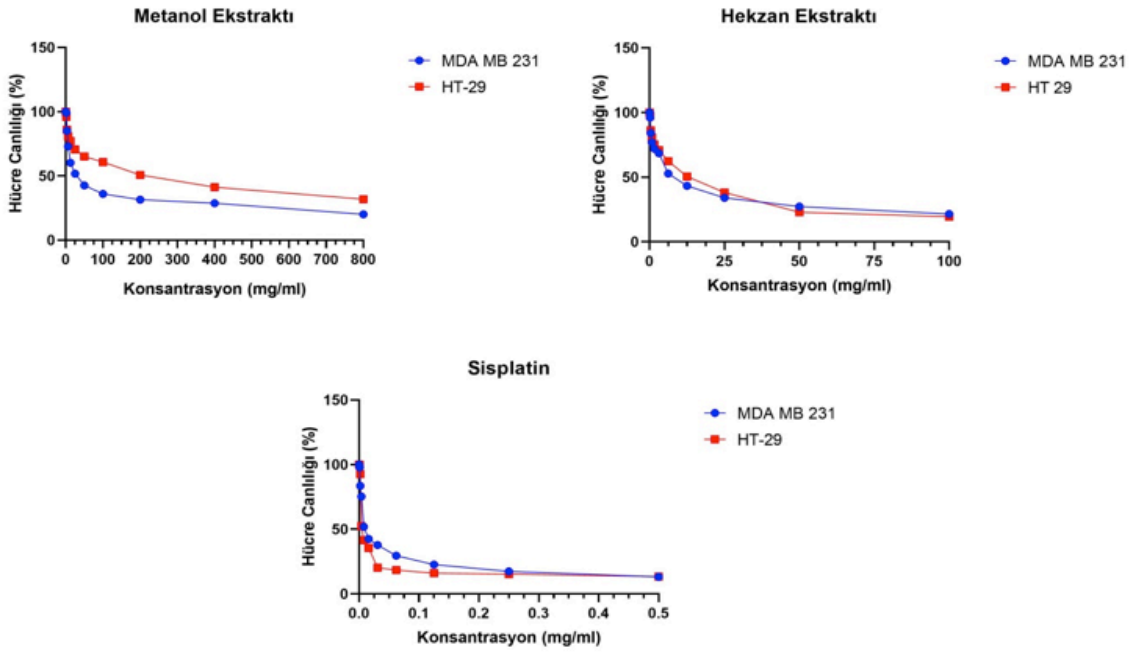 Metanol Ekstraktı
150
100
50
0
Hücre Canlılığı (%)
0 100 200 300 400 500 600 700 800
Konsantrasyon (mg/ml)
MDA MB 231
HT-29
Hekzan Ekstraktı
150
100
50
0
Hücre Canlılığı (%)
0 25 50 75 100
Konsantrasyon (mg/ml)
MDA MB 231
HT 29
Sisplatin
150
100
50
0
Hücre Canlılığı (%)
0.0 0.1 0.2 0.3 0.4 0.5
Konsantrasyon (mg/ml)
MDA MB 231
HT-29